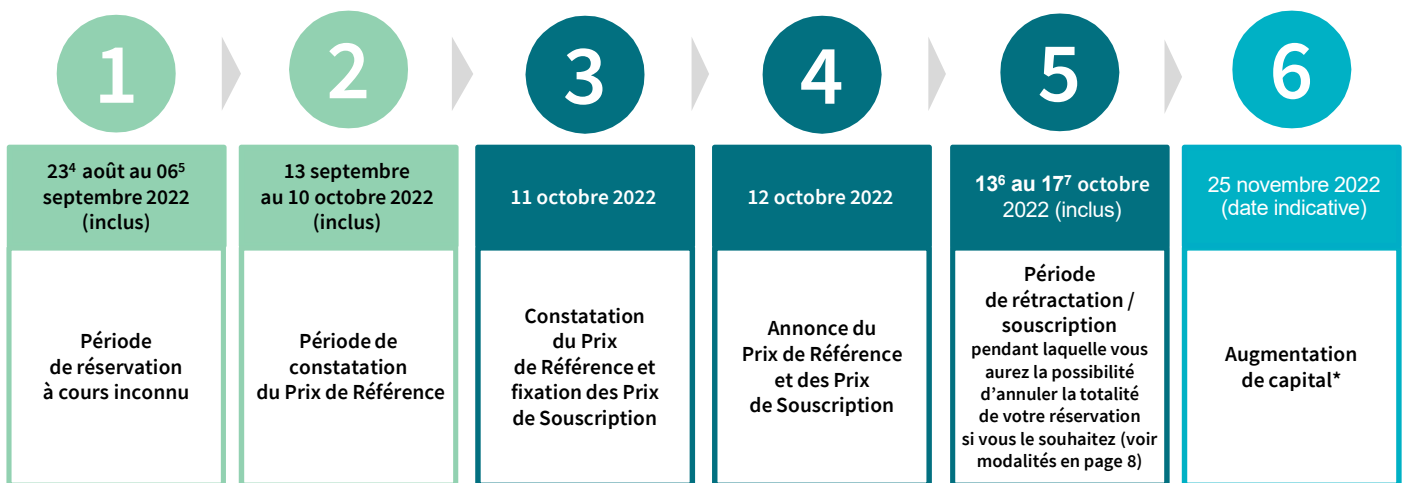 1
2
3
4
5
6
23⁴ août au 06⁵
septembre 2022
(inclus)
13 septembre
au 10 octobre 2022
(inclus)
11 octobre 2022
12 octobre 2022
13⁶ au 17⁷ octobre
2022 (inclus)
25 novembre 2022
(date indicative)
Période
de réservation
à cours inconnu
Période de
constatation
du Prix de Référence
Constatation
du Prix
de Référence et
fixation des Prix
de Souscription
Annonce du
Prix de Référence
et des Prix
de Souscription
Période
de rétractation /
souscription
pendant laquelle vous
aurez la possibilité
d’annuler la totalité
de votre réservation
si vous le souhaitez (voir
modalités en page 8)
Augmentation
de capital*